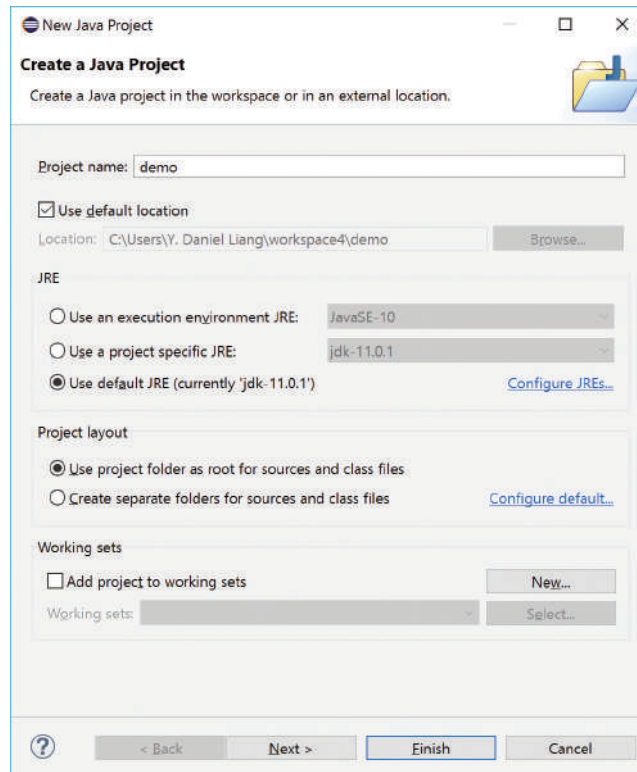 New Java Project
Create a Java Project
Create a Java project in the workspace or in an external location.
Project name: demo
Use default location
Location: C:\Users\Y. Daniel Liang\workspace4\demo Browse...
JRE
Use an execution environment JRE: JavaSE-10
Use a project specific JRE: jdk-11.0.1
Use default JRE (currently 'jdk-11.0.1') Configure JREs...
Project layout
Use project folder as root for sources and class files
Create separate folders for sources and class files Configure default...
Working sets
Add project to working sets New...
Working sets: Select...
? < Back Next > Finish Cancel